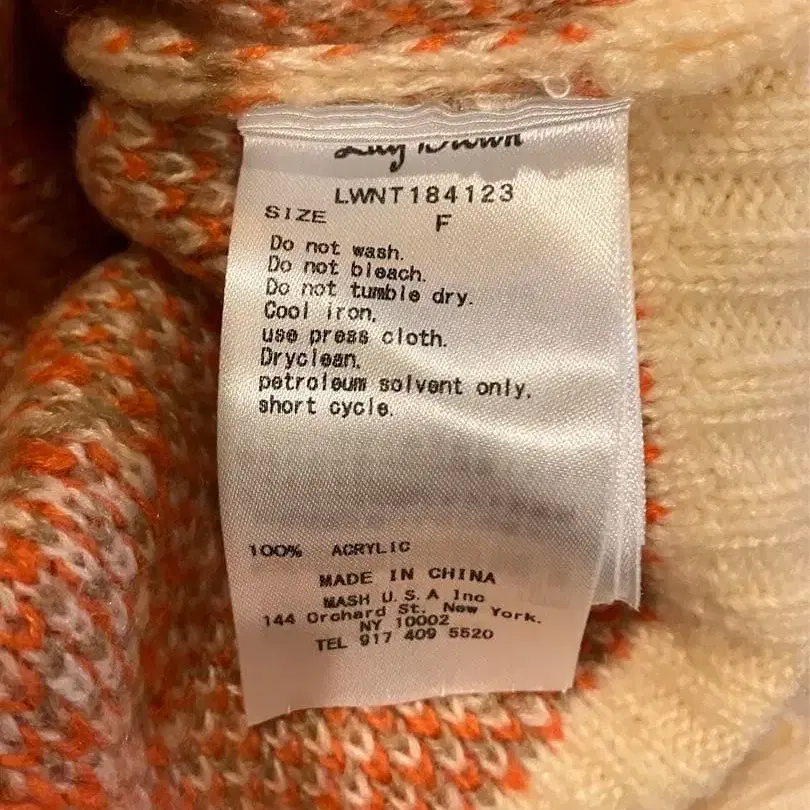 Lily Brown
LWNT184123
SIZE F
Do not wash.
Do not bleach.
Do not tumble dry.
Cool iron,
use press cloth.
Dryclean,
petroleum solvent only,
short cycle.
100% ACRYLIC
MADE IN CHINA
MASH U.S.A Inc
144 Orchard St. New York.
NY 10002
TEL 917 409 5520